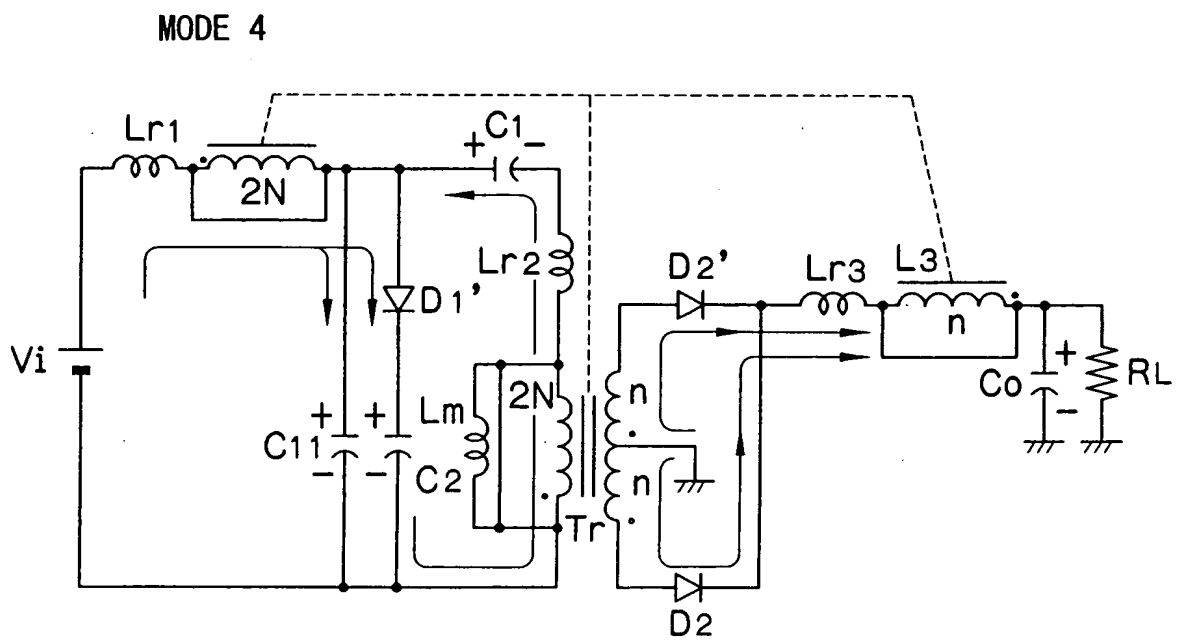 MODE 4
Lr1
2N
+ C1 -
Lr2
D1'
D2'
Lr3
L3
n
Vi
+
C11
-
+
C2
-
Lm
2N
Tr
n
n
Co
+
-
RL
D2